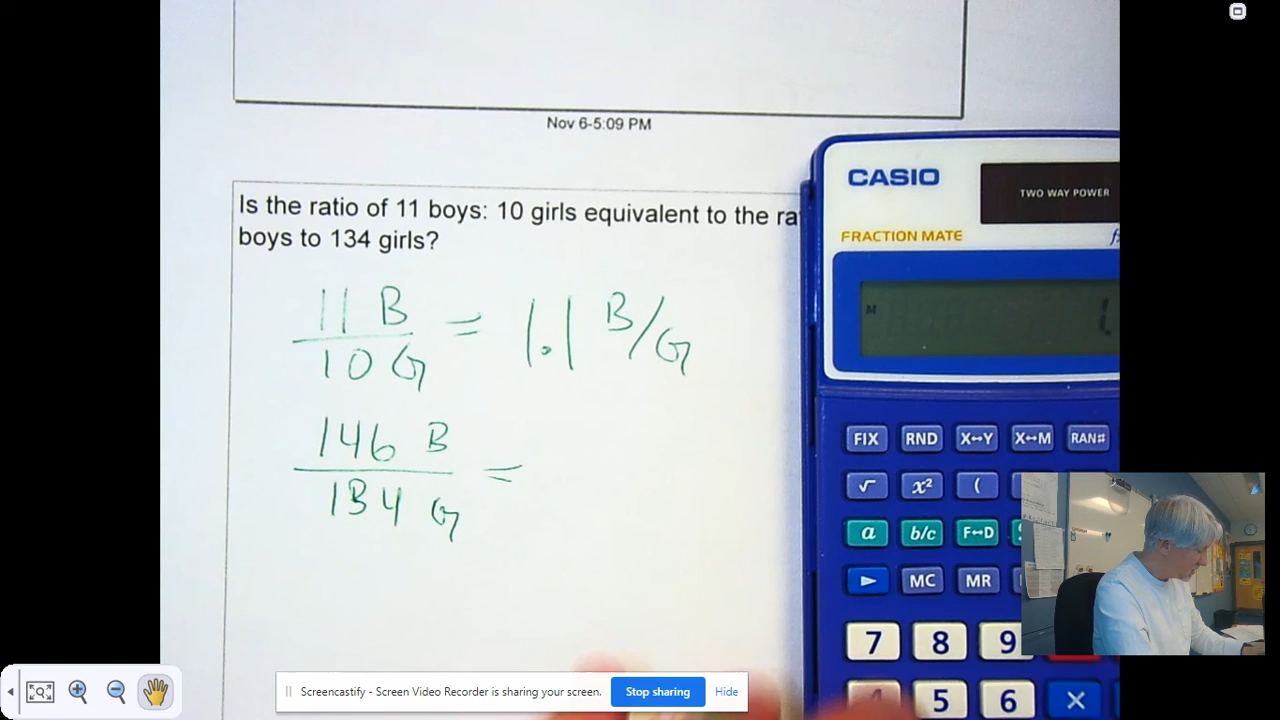 Nov 6-5:09 PM
CASIO
TWO WAY POWER
FRACTION MATE
M
Is the ratio of 11 boys: 10 girls equivalent to the
boys to 134 girls?
11 B
10 G
= 1.1 B/G
146 B
134 G
=
FIX RND X↔Y X↔M RAN#
√ x² (
a b/c F↔D
MC MR
7 8 9
4 5 6 ×
Screencastify - Screen Video Recorder is sharing your screen. Stop sharing Hide